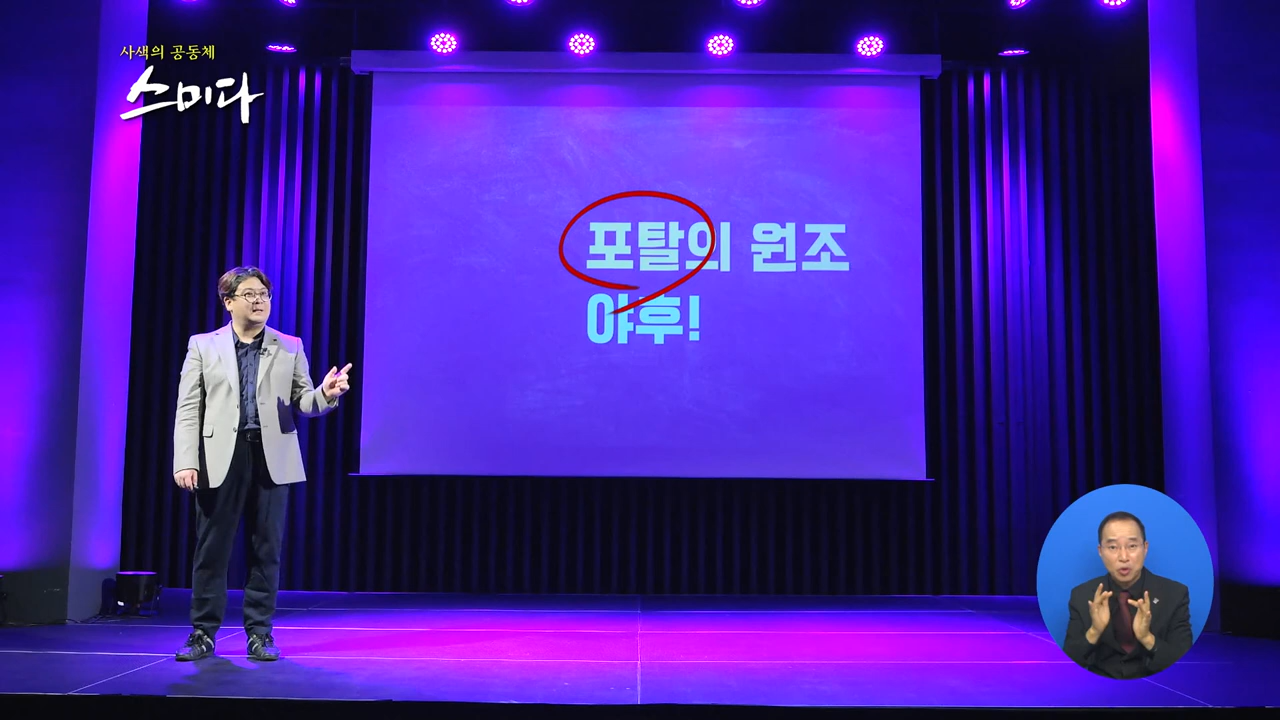 사색의 공동체
스미다
포탈의 원조
야후!